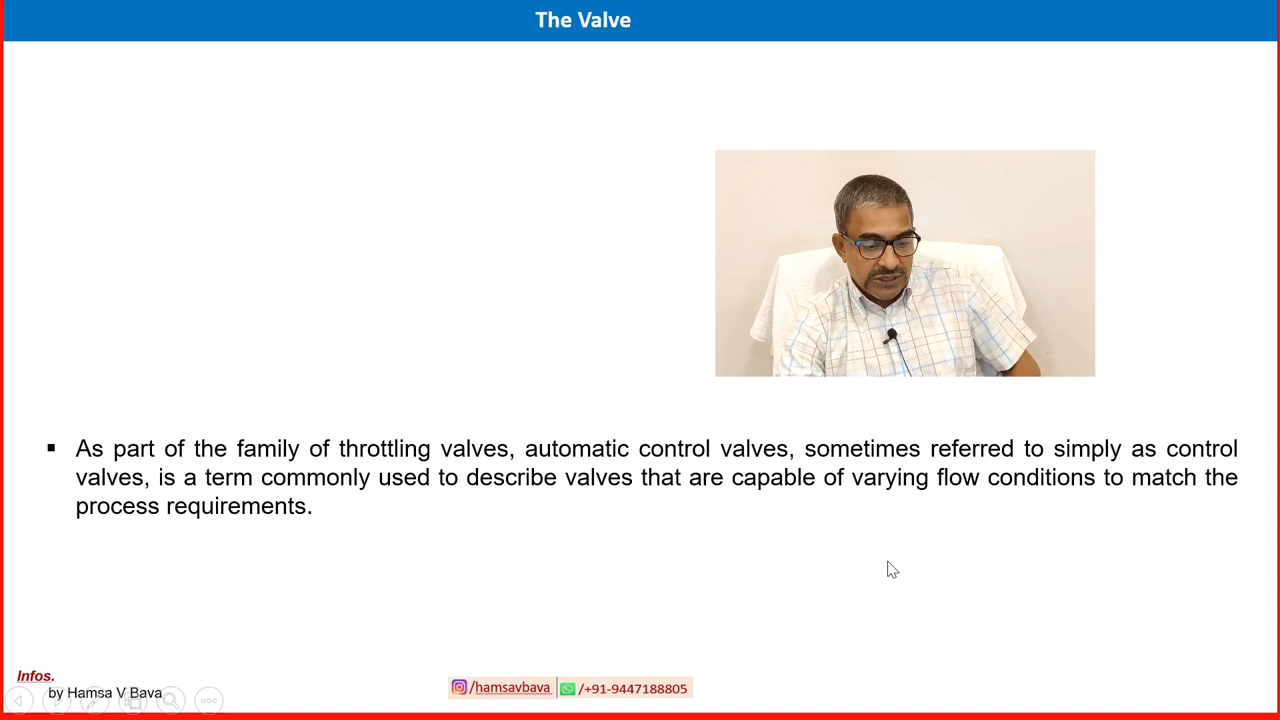 The Valve
▪ As part of the family of throttling valves, automatic control valves, sometimes referred to simply as control
valves, is a term commonly used to describe valves that are capable of varying flow conditions to match the
process requirements.
Infos.
by Hamsa V Bava
/hamsavbava
/+91-9447188805